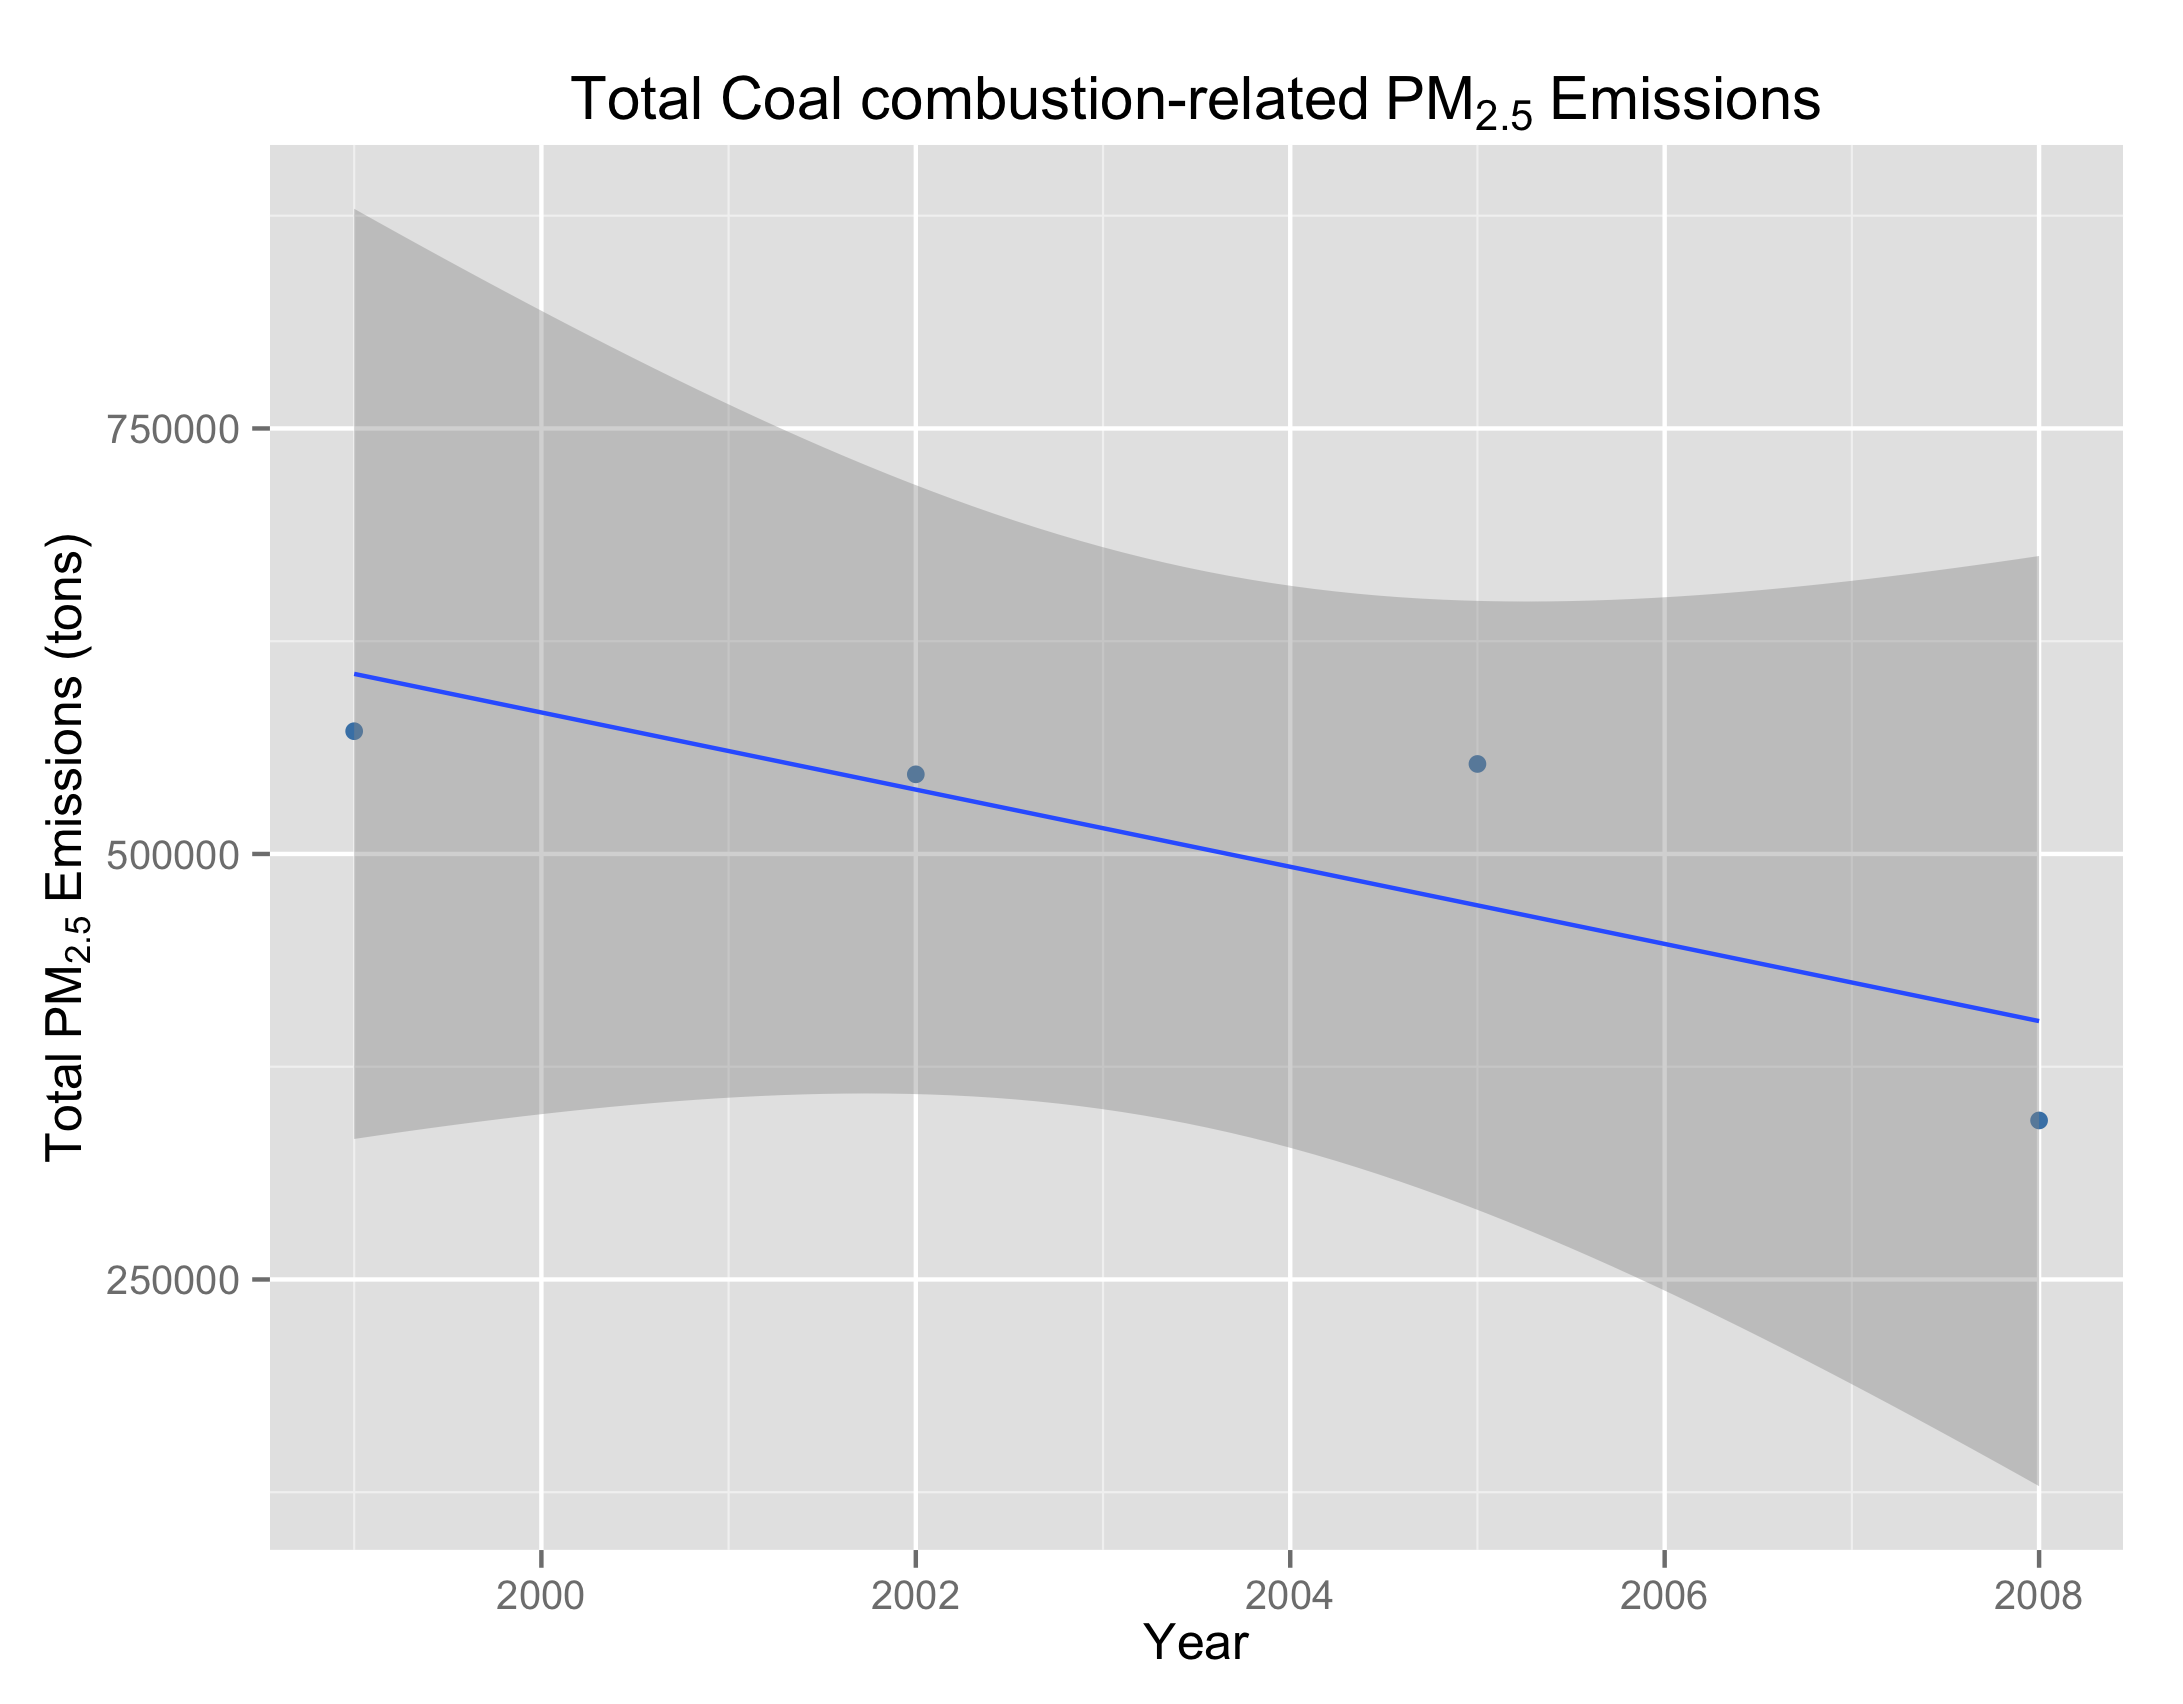 Total Coal combustion-related PM2.5 Emissions
Total PM2.5 Emissions (tons)
750000
500000
250000
2000 2002 2004 2006 2008
Year